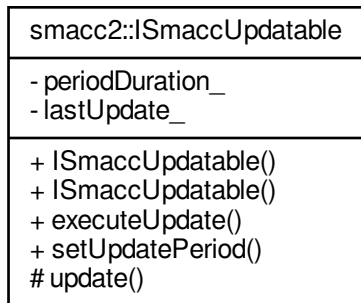 smacc2::ISmaccUpdatable
- periodDuration_
- lastUpdate_
+ ISmaccUpdatable()
+ ISmaccUpdatable()
+ executeUpdate()
+ setUpdatePeriod()
# update()